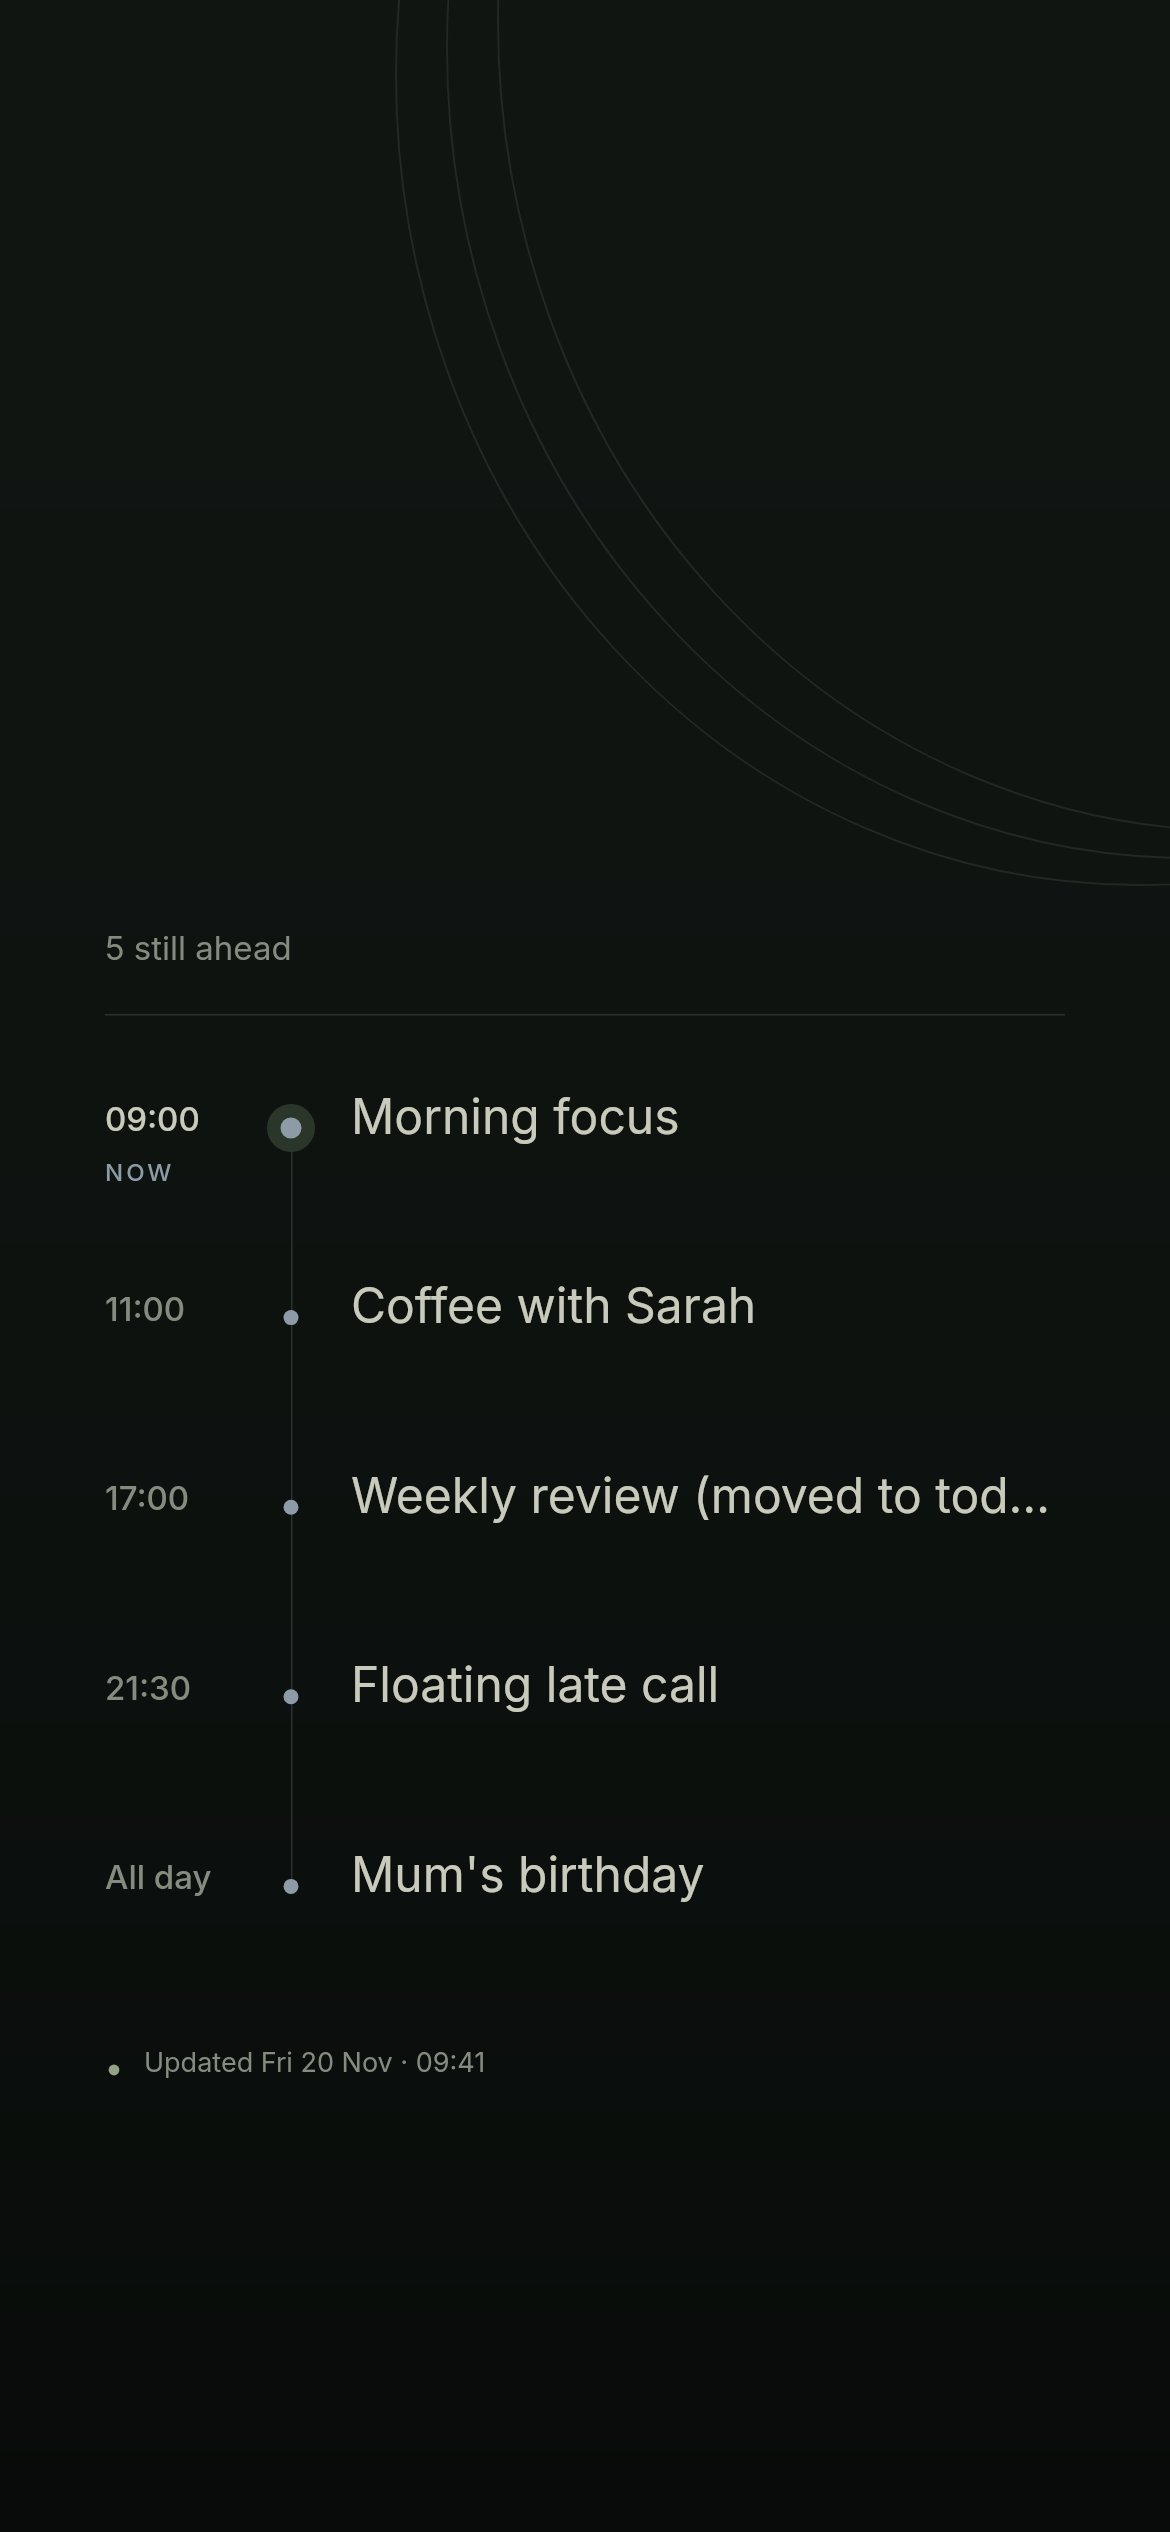 5 still ahead
09:00 Morning focus
NOW
11:00 Coffee with Sarah
17:00 Weekly review (moved to tod...
21:30 Floating late call
All day Mum's birthday
Updated Fri 20 Nov · 09:41